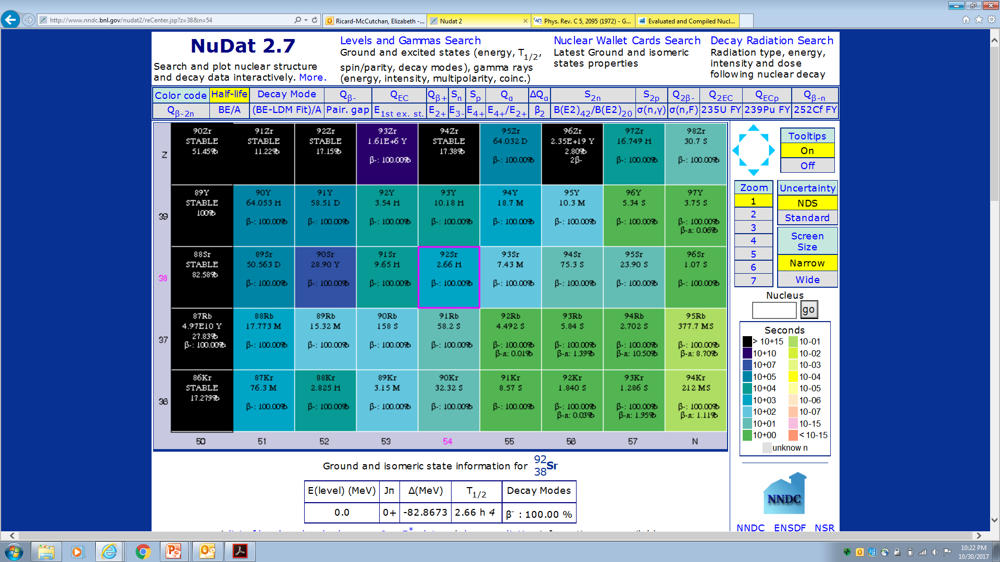 http://www.nndc.bnl.gov/nudat2/reCenter.jsp?z=38&n=54
Ricard-McCutchan, Elizabeth -...
Nudat 2
Phys. Rev. C 5, 2095 (1972) - G...
Evaluated and Compiled Nucl...
NuDat 2.7
Search and plot nuclear structure
and decay data interactively. More.
Levels and Gammas Search
Ground and excited states (energy, T1/2,
spin/parity, decay modes), gamma rays
(energy, intensity, multipolarity, coinc.)
Nuclear Wallet Cards Search
Latest Ground and isomeric
states properties
Decay Radiation Search
Radiation type, energy,
intensity and dose
following nuclear decay
Color code Half-life Decay Mode Qβ- QEC Qβ+ Sn Sp Qα ΔQα S2n S2p Q2β- Q2EC QECp Qβ-n
Qβ-2n BE/A (BE-LDM Fit)/A Pair. gap E1st ex. st. E2+ E3- E4+ E4+/E2+ β2 B(E2)42/B(E2)20 σ(n,γ) σ(n,F) 235U FY 239Pu FY 252Cf FY
Z
90Zr
STABLE
51.45%
91Zr
STABLE
11.22%
92Zr
STABLE
17.15%
93Zr
1.61E+6 Y
β-: 100.00%
94Zr
STABLE
17.38%
95Zr
64.032 D
β-: 100.00%
96Zr
2.35E+19 Y
2.80%
2β-
97Zr
16.749 H
β-: 100.00%
98Zr
30.7 S
β-: 100.00%
39
89Y
STABLE
100%
90Y
64.053 H
β-: 100.00%
91Y
58.51 D
β-: 100.00%
92Y
3.54 H
β-: 100.00%
93Y
10.18 H
β-: 100.00%
94Y
18.7 M
β-: 100.00%
95Y
10.3 M
β-: 100.00%
96Y
5.34 S
β-: 100.00%
97Y
3.75 S
β-: 100.00%
β-n: 0.06%
38
88Sr
STABLE
82.58%
89Sr
50.563 D
β-: 100.00%
90Sr
28.90 Y
β-: 100.00%
91Sr
9.65 H
β-: 100.00%
92Sr
2.66 H
β-: 100.00%
93Sr
7.43 M
β-: 100.00%
94Sr
75.3 S
β-: 100.00%
95Sr
23.90 S
β-: 100.00%
96Sr
1.07 S
β-: 100.00%
37
87Rb
4.97E10 Y
27.83%
β-: 100.00%
88Rb
17.773 M
β-: 100.00%
89Rb
15.32 M
β-: 100.00%
90Rb
158 S
β-: 100.00%
91Rb
58.2 S
β-: 100.00%
92Rb
4.492 S
β-: 100.00%
β-n: 0.01%
93Rb
5.84 S
β-: 100.00%
β-n: 1.39%
94Rb
2.702 S
β-: 100.00%
β-n: 10.50%
95Rb
377.7 MS
β-: 100.00%
β-n: 8.70%
36
86Kr
STABLE
17.279%
87Kr
76.3 M
β-: 100.00%
88Kr
2.825 H
β-: 100.00%
89Kr
3.15 M
β-: 100.00%
90Kr
32.32 S
β-: 100.00%
91Kr
8.57 S
β-: 100.00%
92Kr
1.840 S
β-: 100.00%
β-n: 0.03%
93Kr
1.286 S
β-: 100.00%
β-n: 1.95%
94Kr
212 MS
β-: 100.00%
β-n: 1.11%
50 51 52 53 54 55 56 57 N
Tooltips
On
Off
Zoom
1
2
3
4
5
6
7
Uncertainty
NDS
Standard
Screen
Size
Narrow
Wide
Nucleus
go
Seconds
> 10+15 10-01
10+10 10-02
10+07 10-03
10+05 10-04
10+04 10-05
10+03 10-06
10+02 10-07
10+01 10-15
10+00 < 10-15
unknow n
NNDC
NNDC ENSDF NSR
Ground and isomeric state information for 92 38 Sr
E(level) (MeV) Jπ Δ(MeV) T1/2 Decay Modes
0.0 0+ -82.8673 2.66 h 4 β- : 100.00 %
10:22 PM
10/30/2017